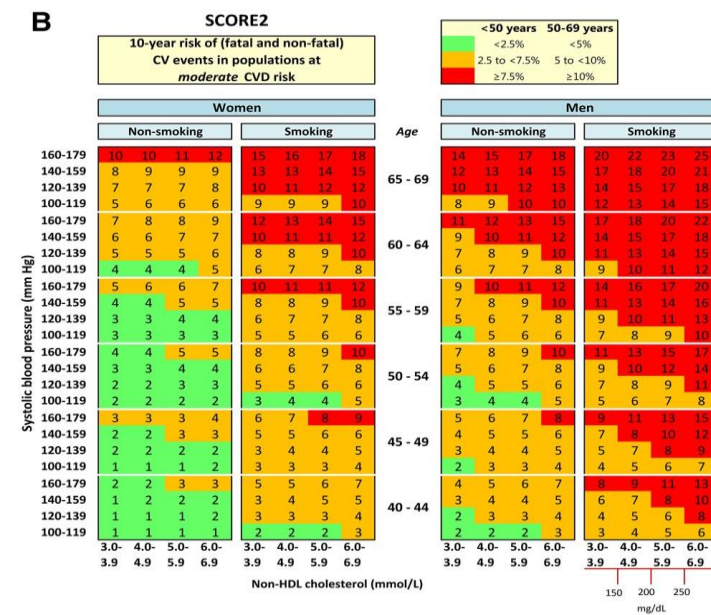 B
SCORE2
10-year risk of (fatal and non-fatal)
CV events in populations at
moderate CVD risk
<50 years 50-69 years
<2.5% <5%
2.5 to <7.5% 5 to <10%
≥7.5% ≥10%
Women Men
Non-smoking Smoking Age Non-smoking Smoking
Systolic blood pressure (mm Hg)
160-179 10 10 11 12 15 16 17 18 14 15 17 18 20 22 23 25
140-159 8 9 9 9 13 13 14 15 12 13 14 15 17 18 20 21
65 - 69
120-139 7 7 7 8 10 11 12 12 10 11 12 13 14 15 17 18
100-119 5 6 6 6 9 9 9 10 8 9 10 10 12 13 14 15
160-179 7 8 8 9 12 13 14 15 11 12 13 15 17 18 20 22
140-159 6 6 7 7 10 11 11 12 9 10 11 12 14 15 17 18
60 - 64
120-139 5 5 5 6 8 8 9 10 7 8 9 10 11 13 14 15
100-119 4 4 4 5 6 7 7 8 6 7 7 8 9 10 11 12
160-179 5 6 6 7 10 11 11 12 9 10 11 12 14 16 17 20
140-159 4 4 5 5 8 8 9 10 7 8 9 10 11 13 14 16
55 - 59
120-139 3 3 4 4 6 7 7 8 5 6 7 8 9 10 11 13
100-119 3 3 3 3 5 5 6 6 4 5 6 6 7 8 9 10
160-179 4 4 5 5 8 8 9 10 7 8 9 10 11 13 15 17
140-159 3 3 4 4 6 6 7 8 5 6 7 8 9 10 12 14
50 - 54
120-139 2 2 3 3 5 5 5 6 4 5 5 6 7 8 9 11
100-119 2 2 2 2 3 4 4 5 3 4 4 5 5 6 7 8
160-179 3 3 3 4 6 7 8 9 5 6 7 8 9 11 13 15
140-159 2 2 3 3 5 5 6 6 4 5 5 6 7 8 10 12
45 - 49
120-139 2 2 2 2 3 4 4 5 3 4 4 5 5 7 8 9
100-119 1 1 1 2 3 3 3 4 2 3 3 4 4 5 6 7
160-179 2 2 3 3 5 5 6 7 4 5 6 7 8 9 11 13
140-159 1 2 2 2 3 4 5 5 3 4 4 5 6 7 8 10
40 - 44
120-139 1 1 1 2 3 3 3 4 2 3 3 4 4 5 6 8
100-119 1 1 1 1 2 2 2 3 2 2 2 3 3 4 5 6
3.0- 4.0- 5.0- 6.0- 3.0- 4.0- 5.0- 6.0- 3.0- 4.0- 5.0- 6.0- 3.0- 4.0- 5.0- 6.0-
3.9 4.9 5.9 6.9 3.9 4.9 5.9 6.9 3.9 4.9 5.9 6.9 3.9 4.9 5.9 6.9
Non-HDL cholesterol (mmol/L)
150 200 250
mg/dL